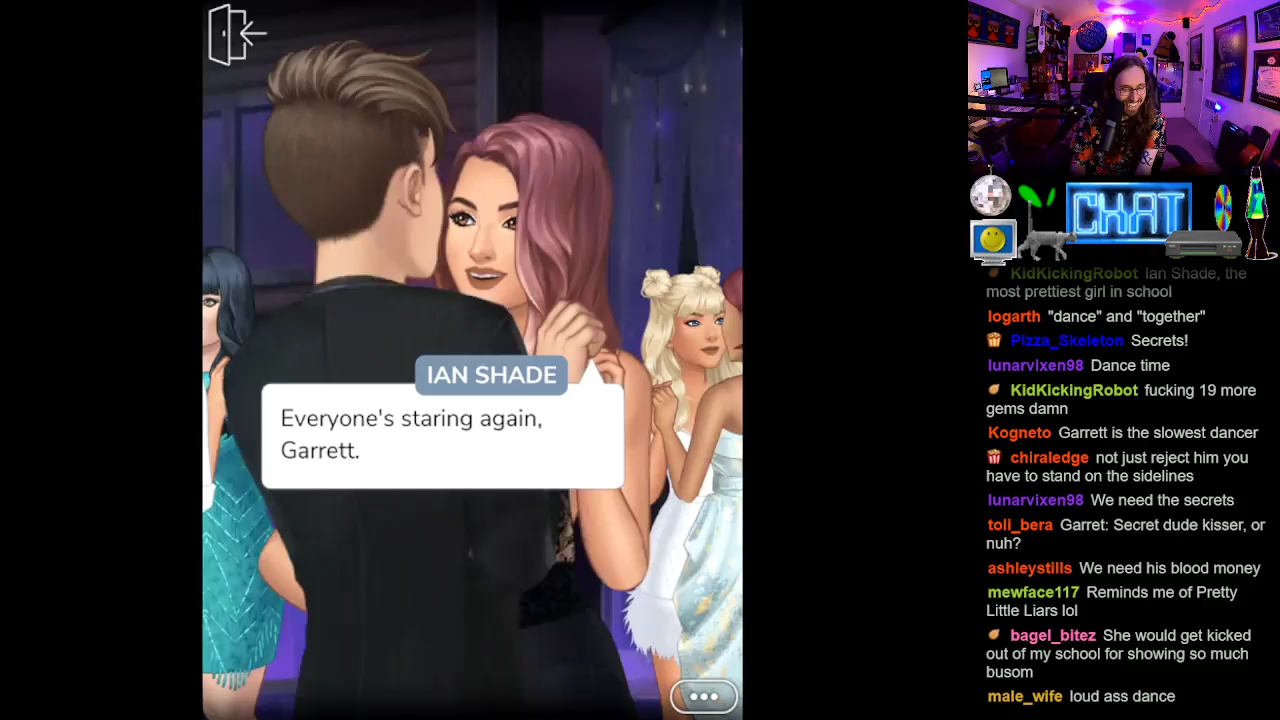 IAN SHADE
Everyone's staring again,
Garrett.
CHAT
KidKickingRobot Ian Shade, the
most prettiest girl in school
logarth "dance" and "together"
Pizza_Skeleton Secrets!
lunarvixen98 Dance time
KidKickingRobot fucking 19 more
gems damn
Kogneto Garrett is the slowest dancer
chiraledge not just reject him you
have to stand on the sidelines
lunarvixen98 We need the secrets
toli_bera Garret: Secret dude kisser, or
nuh?
ashleystills We need his blood money
mewface117 Reminds me of Pretty
Little Liars lol
bagel_bitez She would get kicked
out of my school for showing so much
busom
male_wife loud ass dance